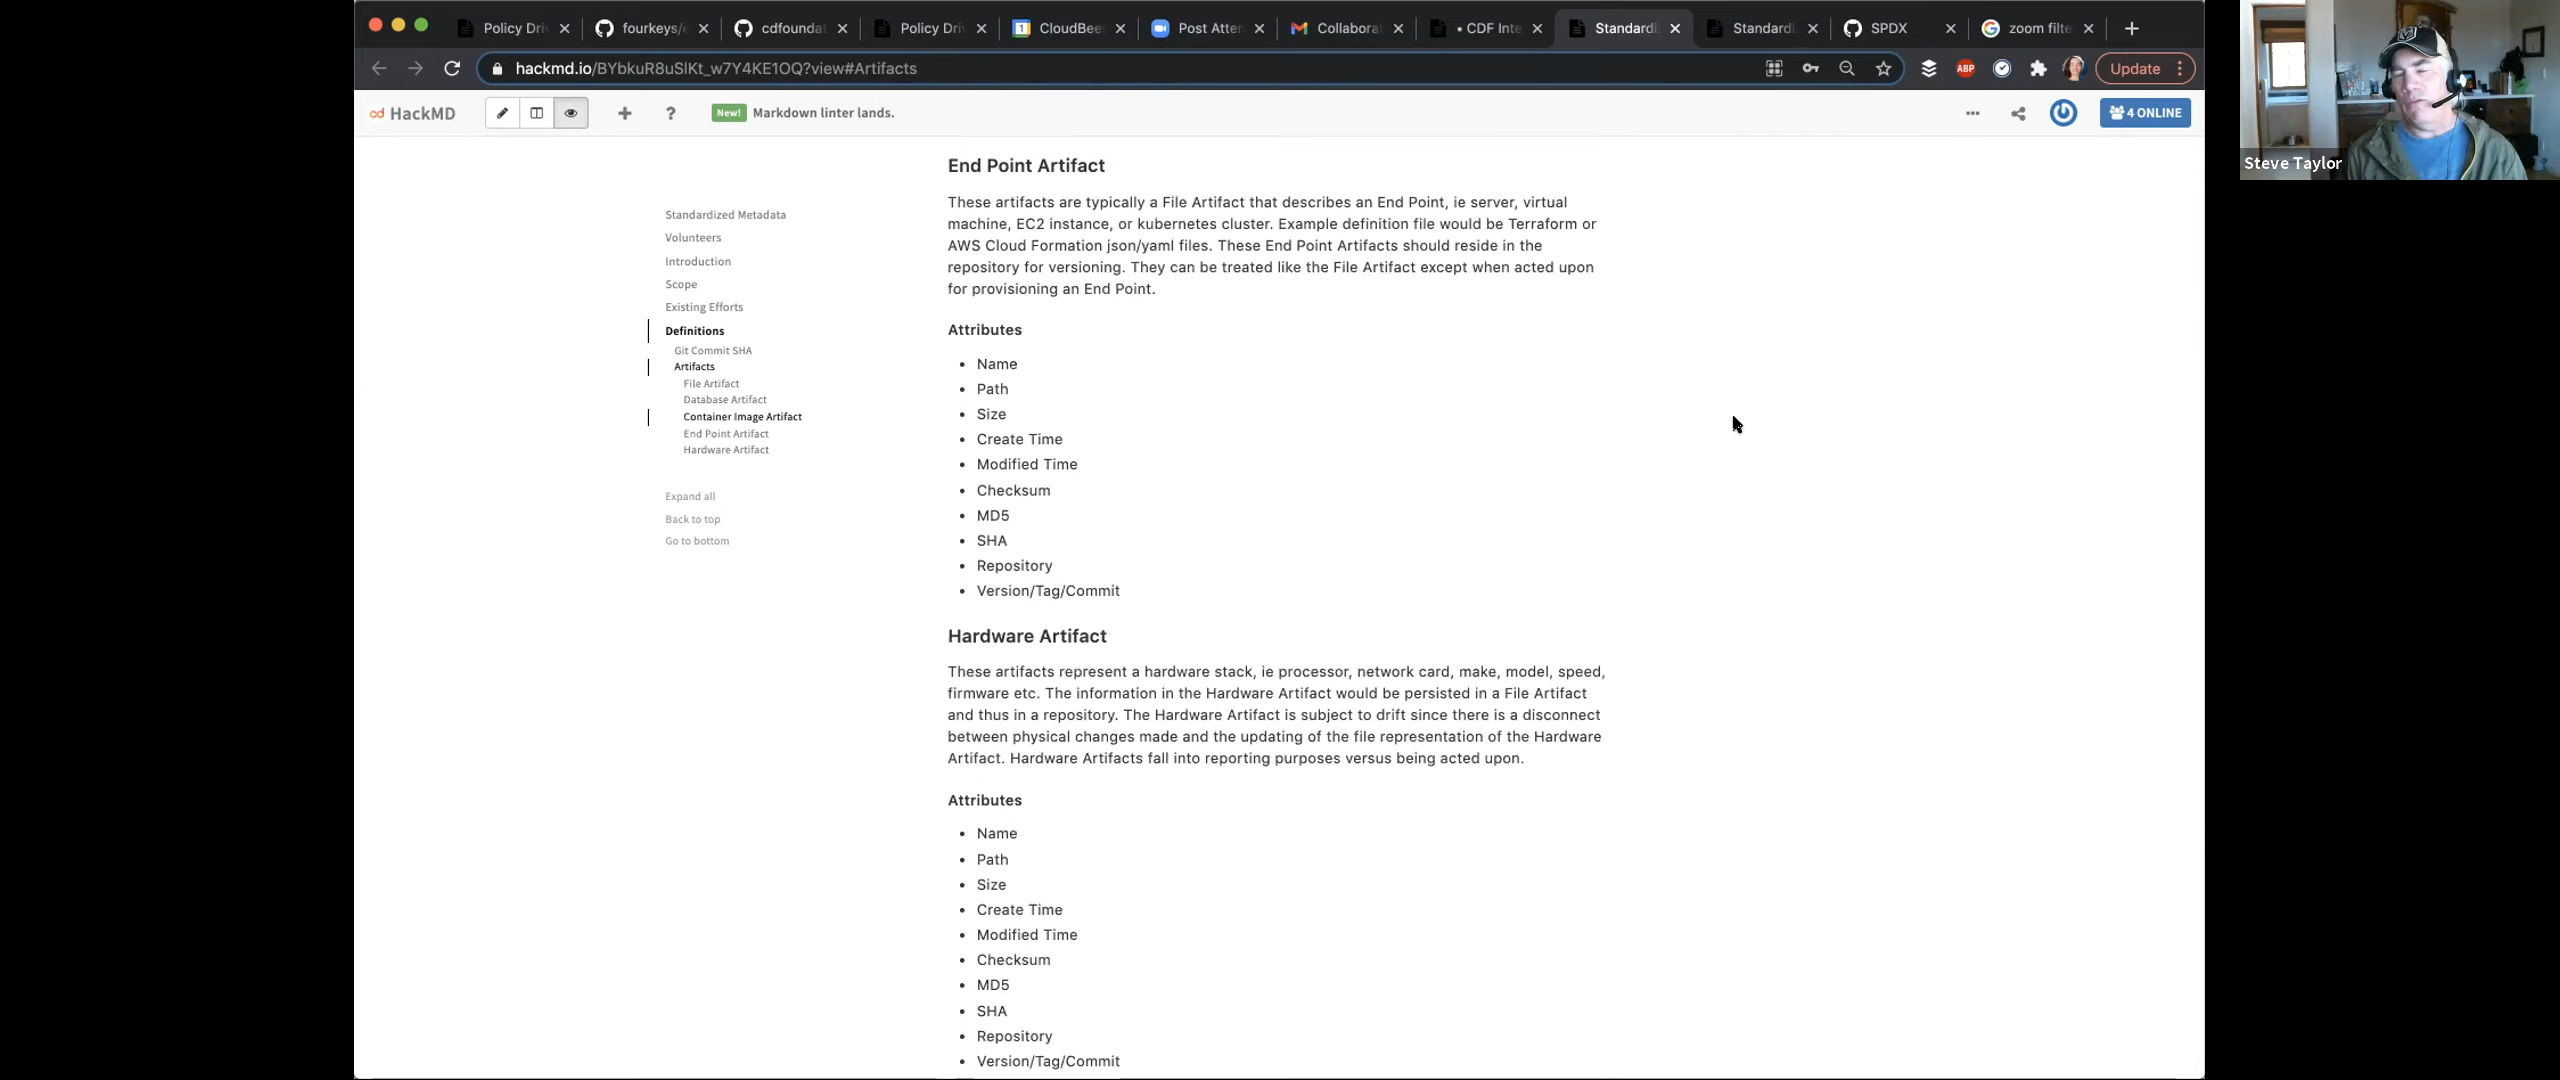 Policy Dri
fourkeys/
cdfoundat
Policy Dri
1
CloudBee
Post Atten
Collabora
• CDF Inte
Standardi
Standardi
SPDX
zoom filte
hackmd.io/BYbkuR8uSlKt_w7Y4KE1OQ?view#Artifacts
ABP
Update
HackMD
?
New! Markdown linter lands.
4 ONLINE
Steve Taylor
Standardized Metadata
Volunteers
Introduction
Scope
Existing Efforts
Definitions
Git Commit SHA
Artifacts
File Artifact
Database Artifact
Container Image Artifact
End Point Artifact
Hardware Artifact
Expand all
Back to top
Go to bottom
End Point Artifact
These artifacts are typically a File Artifact that describes an End Point, ie server, virtual
machine, EC2 instance, or kubernetes cluster. Example definition file would be Terraform or
AWS Cloud Formation json/yaml files. These End Point Artifacts should reside in the
repository for versioning. They can be treated like the File Artifact except when acted upon
for provisioning an End Point.
Attributes
• Name
• Path
• Size
• Create Time
• Modified Time
• Checksum
• MD5
• SHA
• Repository
• Version/Tag/Commit
Hardware Artifact
These artifacts represent a hardware stack, ie processor, network card, make, model, speed,
firmware etc. The information in the Hardware Artifact would be persisted in a File Artifact
and thus in a repository. The Hardware Artifact is subject to drift since there is a disconnect
between physical changes made and the updating of the file representation of the Hardware
Artifact. Hardware Artifacts fall into reporting purposes versus being acted upon.
Attributes
• Name
• Path
• Size
• Create Time
• Modified Time
• Checksum
• MD5
• SHA
• Repository
• Version/Tag/Commit